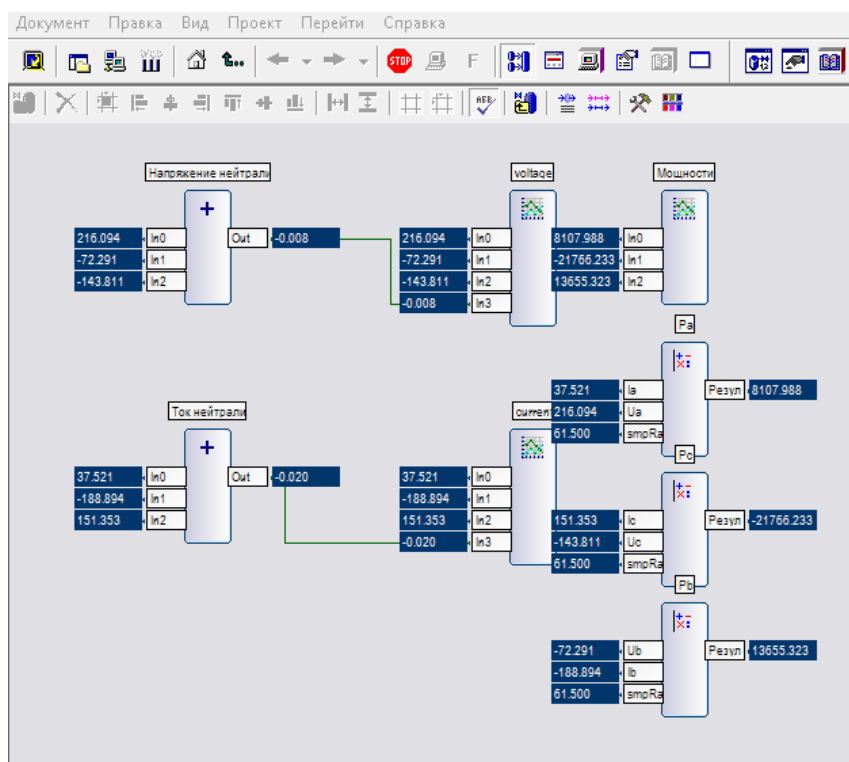 Документ Правка Вид Проект Перейти Справка
STOP F
АБВ
Напряжение нейтрали voltage Мощности
216.094 In0 Out -0.008 216.094 In0 8107.988 In0
-72.291 In1 -72.291 In1 -21766.233 In1
-143.811 In2 -143.811 In2 13655.323 In2
-0.008 In3
Pa
37.521 Ia Резул 8107.988
Ток нейтрали curren 216.094 Ua
61.500 smpRa
Pc
37.521 In0 Out -0.020 37.521 In0
-188.894 In1 -188.894 In1
151.353 In2 151.353 In2 151.353 Ic Резул -21766.233
-0.020 In3 -143.811 Uc
61.500 smpRa
Pb
-72.291 Ub Резул 13655.323
-188.894 Ib
61.500 smpRa